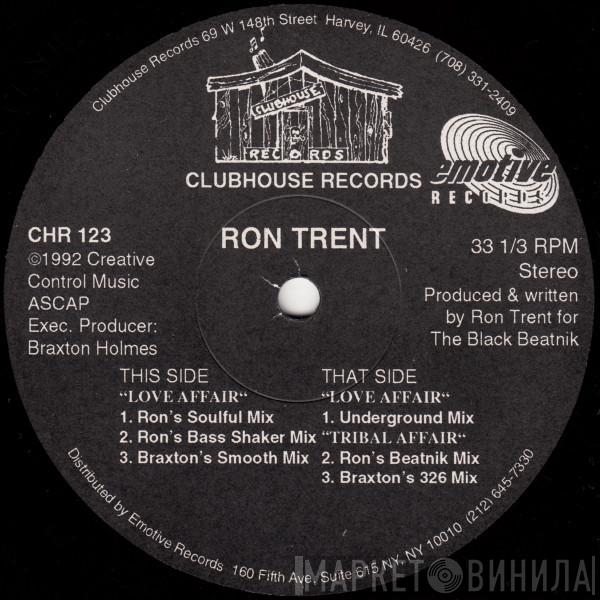 Clubhouse Records 69 W 148th Street Harvey, IL 60426 (708) 331-2409
CLUBHOUSE
RECORDS
CLUBHOUSE RECORDS
emotive
RECORDS
CHR 123
©1992 Creative
Control Music
ASCAP
Exec. Producer:
Braxton Holmes
RON TRENT
33 1/3 RPM
Stereo
Produced & written
by Ron Trent for
The Black Beatnik
THIS SIDE
“LOVE AFFAIR“
1. Ron's Soulful Mix
2. Ron's Bass Shaker Mix
3. Braxton's Smooth Mix
THAT SIDE
“LOVE AFFAIR“
1. Underground Mix
“TRIBAL AFFAIR“
2. Ron's Beatnik Mix
3. Braxton's 326 Mix
Distributed by Emotive Records 160 Fifth Ave, Suite 615 NY, NY 10010 (212) 645-7330
МАРКЕТ ВИНИЛА